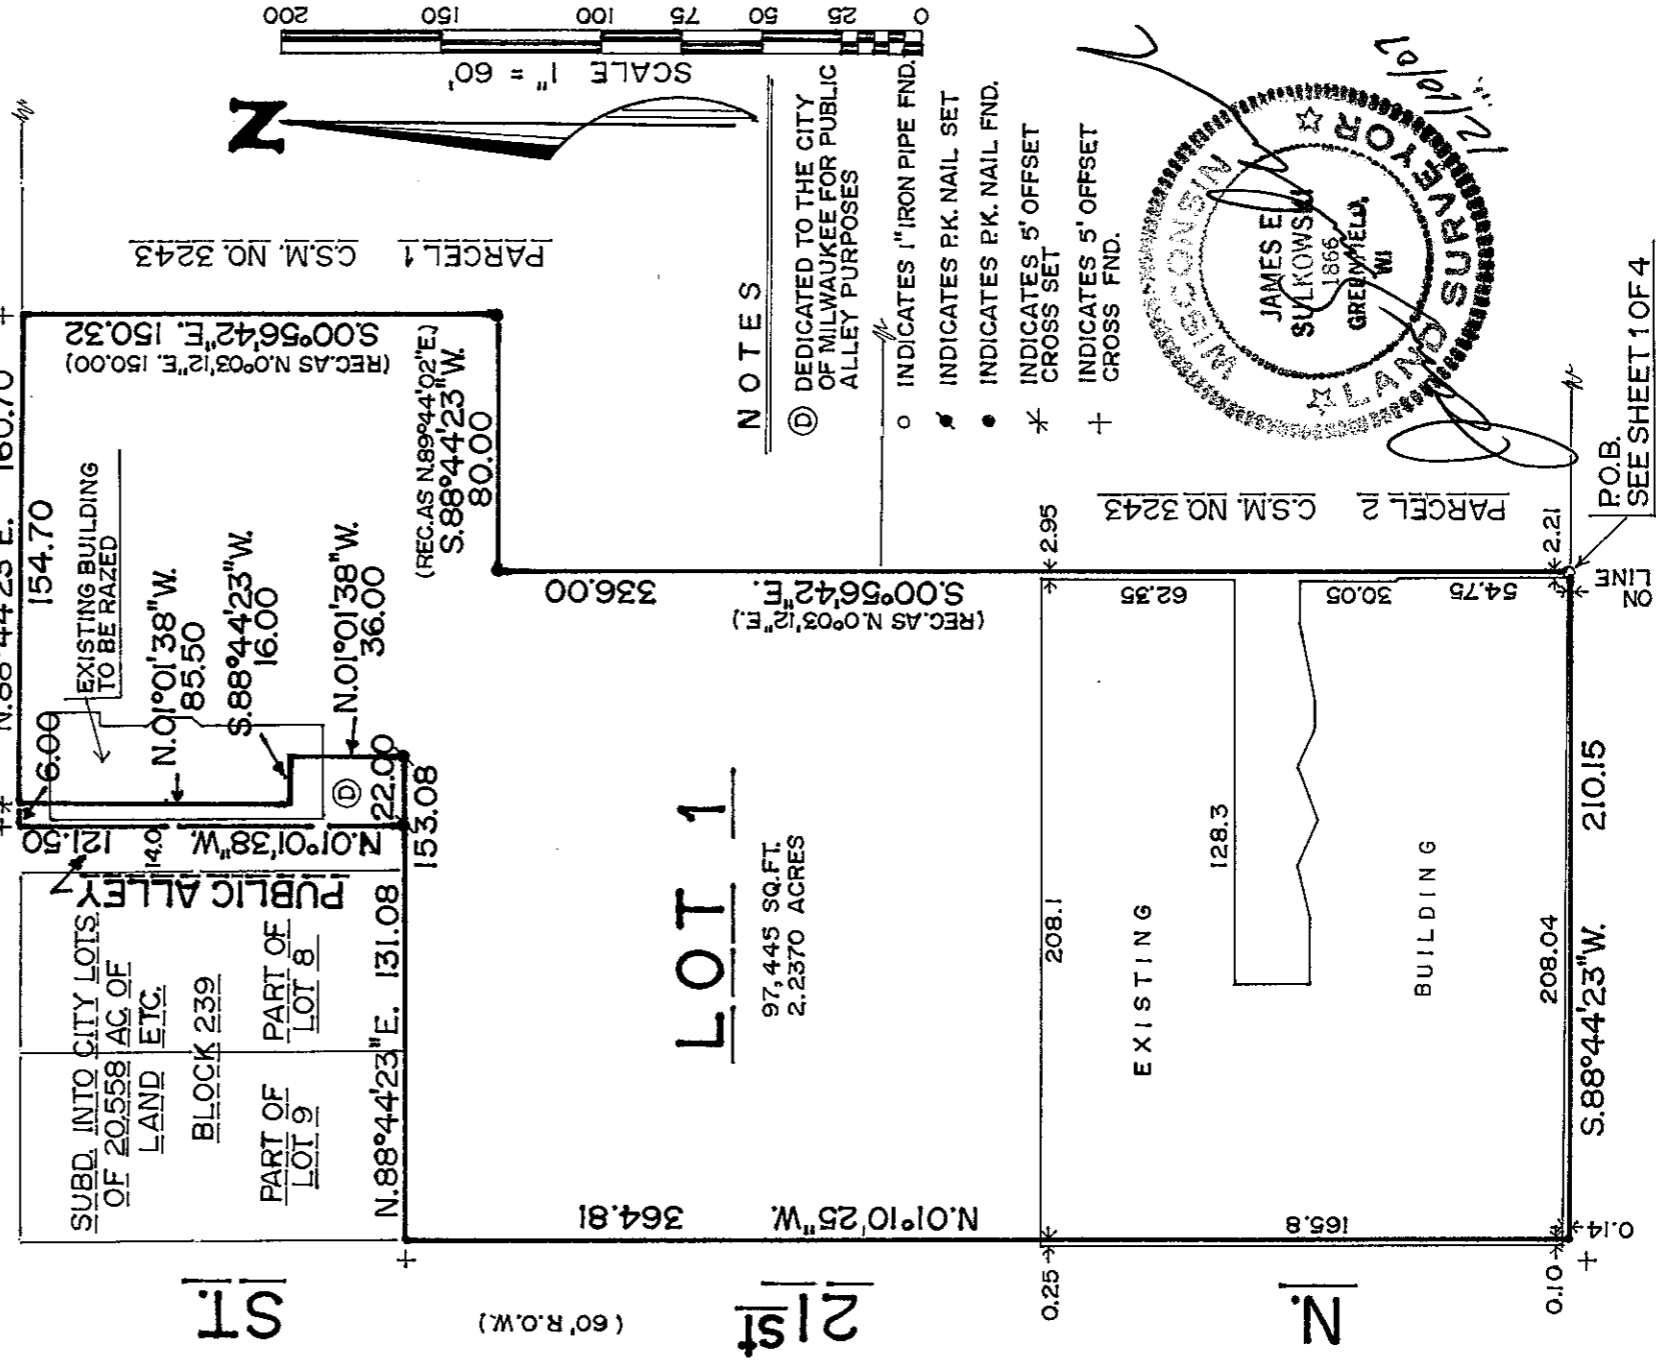 200
150
100
75
50
25
0
SCALE 1" = 60'
N
PARCEL 1 C.S.M. NO. 3243
N.88°44'23"E. 160.70
154.70
6.00
S.00°56'42"E. 150.32
(REC. AS N.0°03'12"E. 150.00)
EXISTING BUILDING
TO BE RAZED
N.01°01'38"W.
85.50
S.88°44'23"W.
16.00
N.01°01'38"W.
36.00
(REC. AS N.89°44'02"E.)
S.88°44'23"W.
80.00
D
22.00
153.08
N.01°01'38"W. 121.50
14.0
PUBLIC ALLEY
SUBD. INTO CITY LOTS
OF 20.558 AC. OF
LAND ETC.
BLOCK 239
PART OF
LOT 8
PART OF
LOT 9
N.88°44'23"E. 131.08
NOTES
D DEDICATED TO THE CITY
OF MILWAUKEE FOR PUBLIC
ALLEY PURPOSES
INDICATES 1" IRON PIPE FND.
INDICATES P.K. NAIL SET
INDICATES P.K. NAIL FND.
INDICATES 5' OFFSET
CROSS SET
INDICATES 5' OFFSET
CROSS FND.
WISCONSIN
JAMES E.
SULKOWSKI
1866
GREENFIELD,
WI
LAND SURVEYOR
12/10/07
S.00°56'42"E. 336.00
(REC. AS N.0°03'12"E.)
LOT 1
97,445 SQ.FT.
2.2370 ACRES
PARCEL 2 C.S.M. NO. 3243
2.95
2.21
62.35
30.05
54.75
208.1
128.3
EXISTING
BUILDING
208.04
165.8
210.15
S.88°44'23"W.
N.01°10'25"W. 364.81
0.25
0.10
0.14
ON
LINE
P.O.B.
SEE SHEET 1 OF 4
N. 21st ST.
(60' R.O.W.)